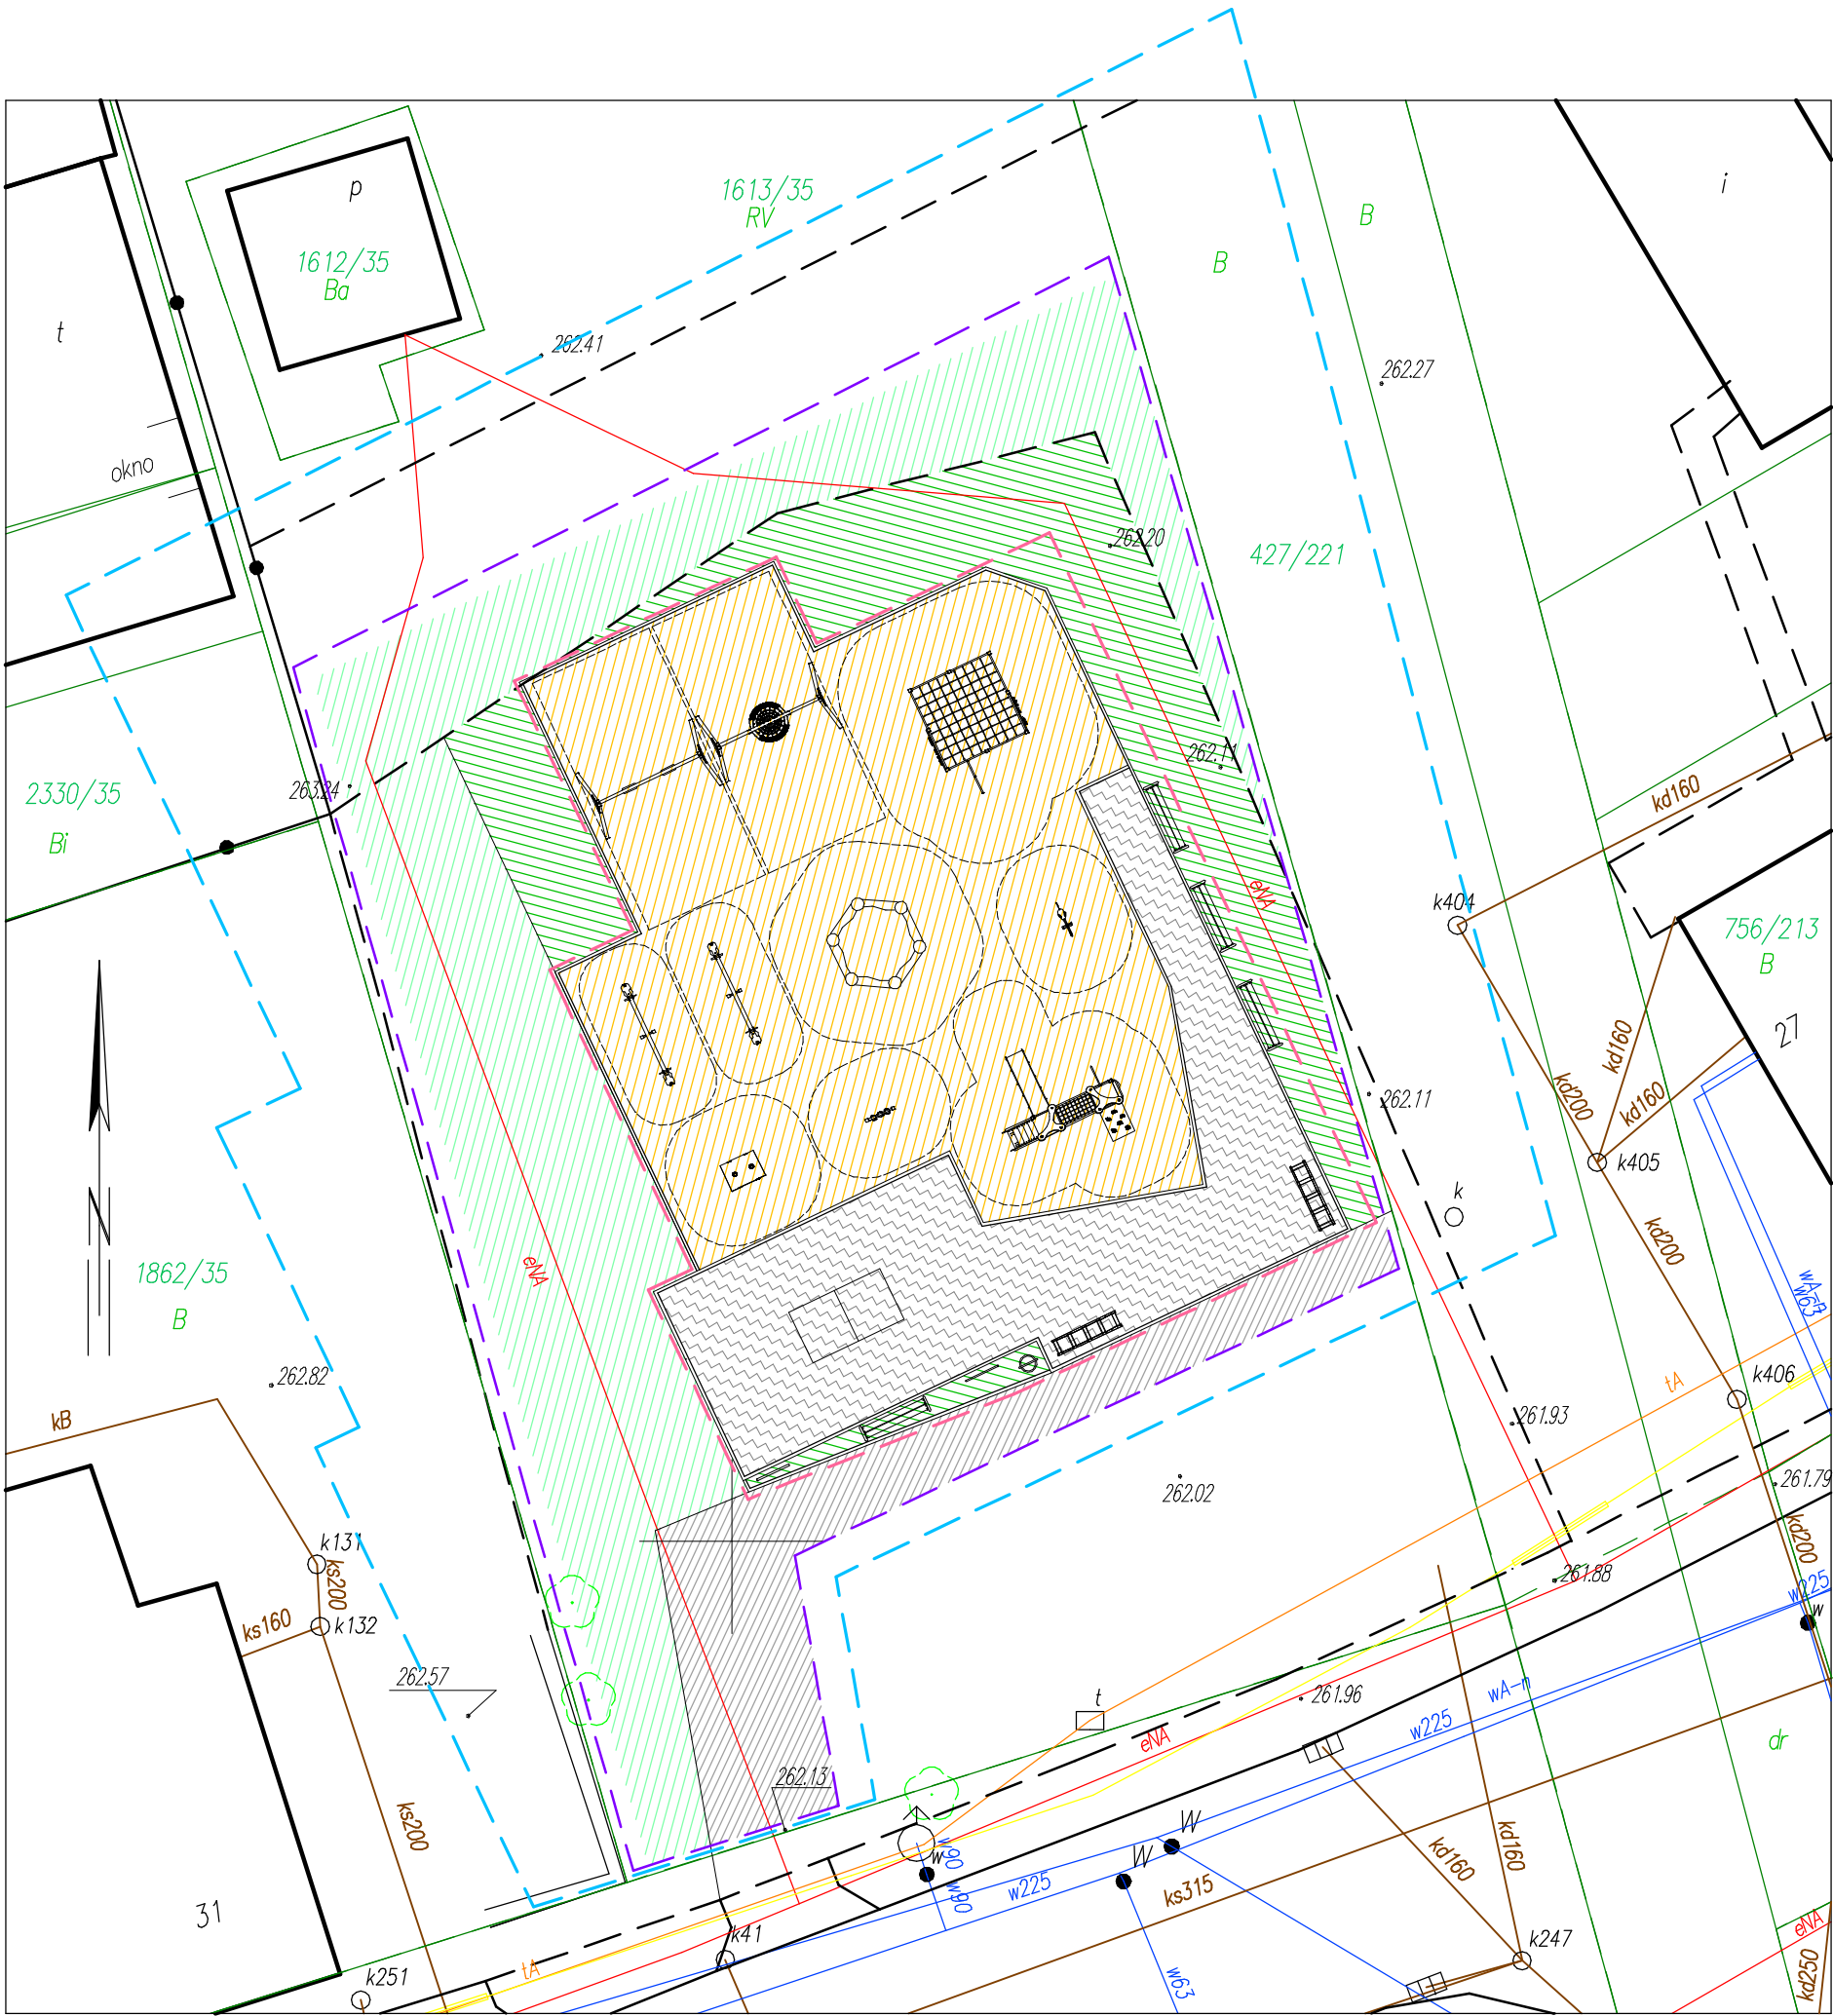 p
1613/35
RV
i
B
B
1612/35
Ba
t
262.41
262.27
okno
262.20
427/221
262.11
263.24
2330/35
Bi
kd160
eNA
k404
756/213
B
27
kd160
kd200
kd160
262.11
k405
k
N
kd200
eNA
1862/35
B
wA-n
w63
262.82
tA
k406
kB
261.93
262.02
261.79
k131
ks200
kd200
261.88
w225
w
ks160
k132
262.57
t
261.96
wA-n
w225
eNA
dr
262.13
ks200
W
W
w90
w
w90
w225
kd160
kd160
ks315
31
k41
k247
eNA
tA
k251
w63
kd250